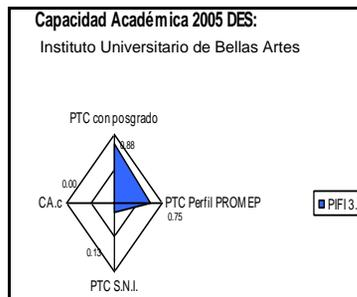 Capacidad Académica 2005 DES:
Instituto Universitario de Bellas Artes
PTC con posgrado
0.88
0.00
CA.c
PTC Perfil PROMEP
0.75
PIFI 3.
0.13
PTC S.N.I.